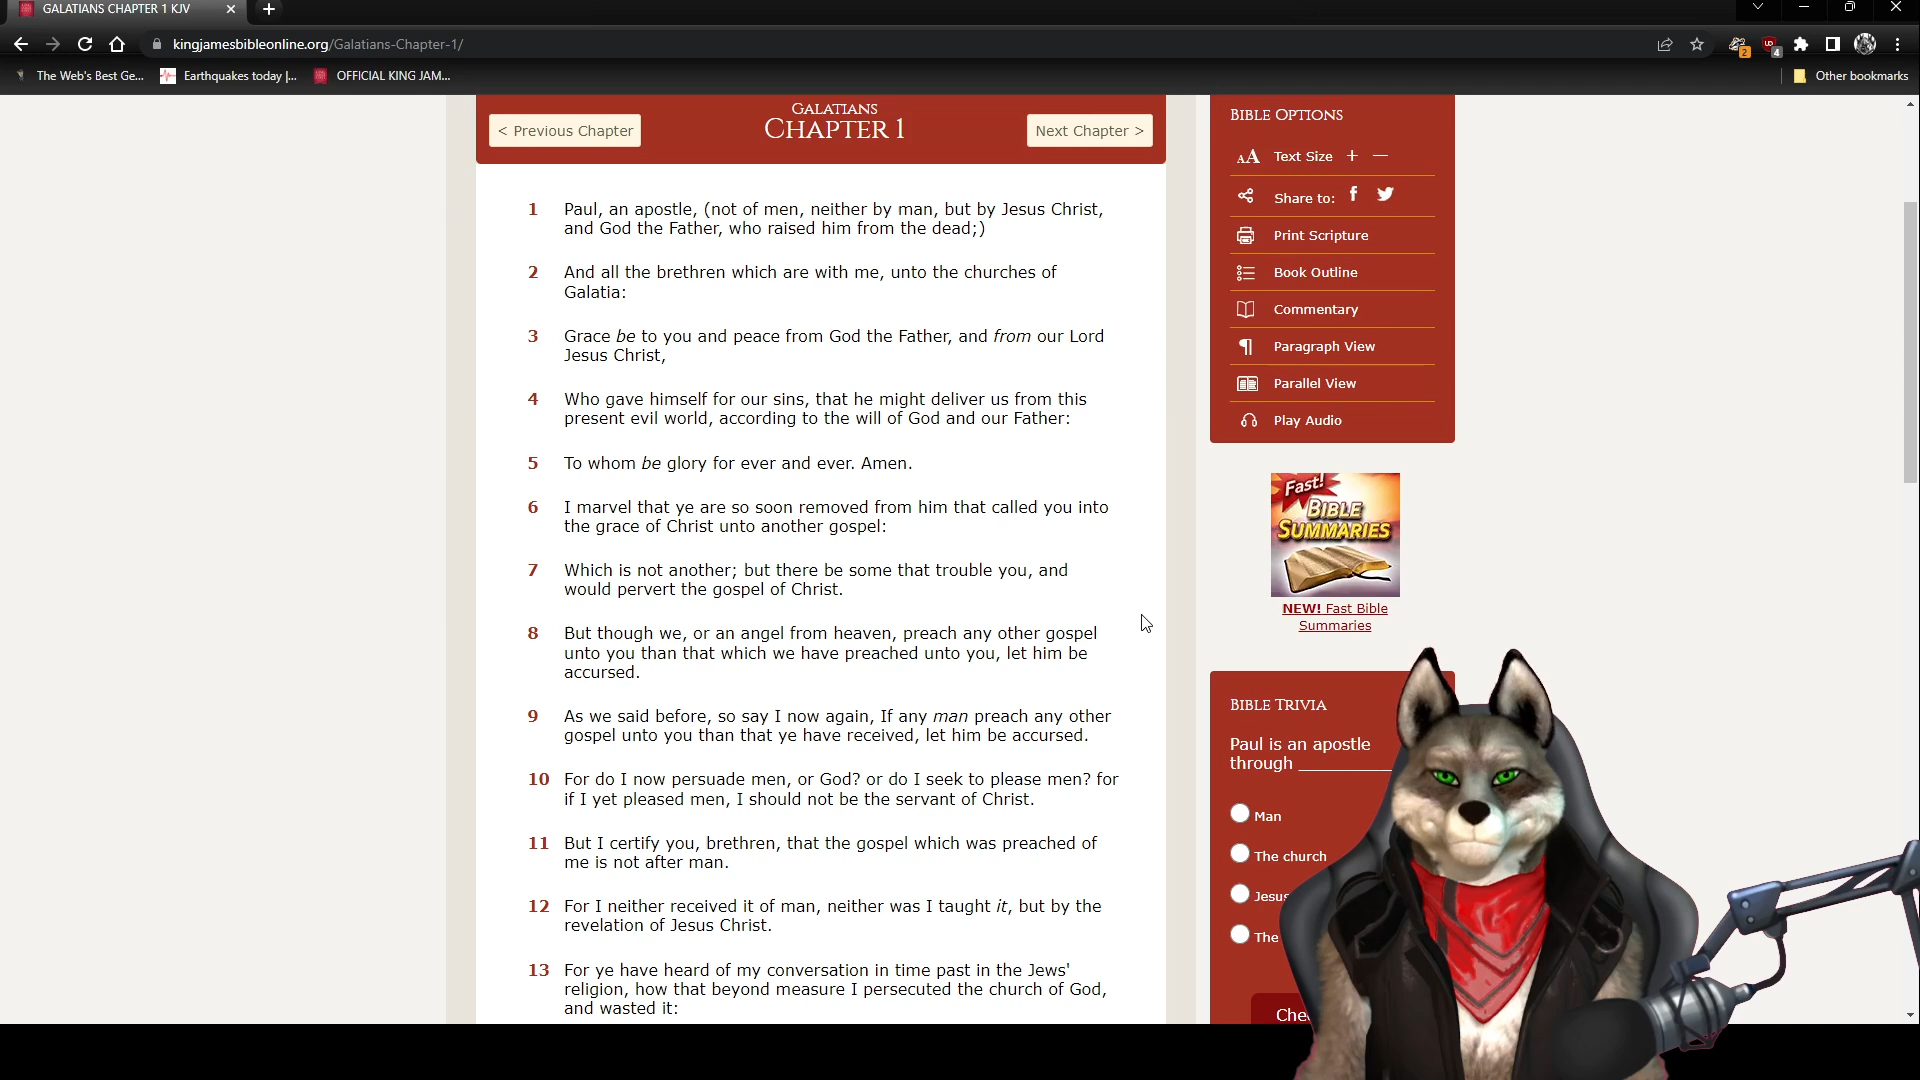 GALATIANS CHAPTER 1 KJV
kingjamesbibleonline.org/Galatians-Chapter-1/
2
4
The Web's Best Ge...
Earthquakes today |...
OFFICIAL KING JAM...
Other bookmarks
GALATIANS
CHAPTER 1
< Previous Chapter
Next Chapter >
1 Paul, an apostle, (not of men, neither by man, but by Jesus Christ,
and God the Father, who raised him from the dead;)
2 And all the brethren which are with me, unto the churches of
Galatia:
3 Grace be to you and peace from God the Father, and from our Lord
Jesus Christ,
4 Who gave himself for our sins, that he might deliver us from this
present evil world, according to the will of God and our Father:
5 To whom be glory for ever and ever. Amen.
6 I marvel that ye are so soon removed from him that called you into
the grace of Christ unto another gospel:
7 Which is not another; but there be some that trouble you, and
would pervert the gospel of Christ.
8 But though we, or an angel from heaven, preach any other gospel
unto you than that which we have preached unto you, let him be
accursed.
9 As we said before, so say I now again, If any man preach any other
gospel unto you than that ye have received, let him be accursed.
10 For do I now persuade men, or God? or do I seek to please men? for
if I yet pleased men, I should not be the servant of Christ.
11 But I certify you, brethren, that the gospel which was preached of
me is not after man.
12 For I neither received it of man, neither was I taught it, but by the
revelation of Jesus Christ.
13 For ye have heard of my conversation in time past in the Jews'
religion, how that beyond measure I persecuted the church of God,
and wasted it:
BIBLE OPTIONS
AA Text Size + —
Share to:
Print Scripture
Book Outline
Commentary
Paragraph View
Parallel View
Play Audio
Fast!
BIBLE
SUMMARIES
NEW! Fast Bible
Summaries
BIBLE TRIVIA
Paul is an apostle
through ___________
Man
The church
Jesus
The